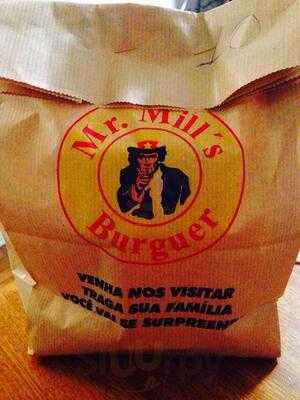 Mr. Mill's
Burguer
VENHA NOS VISITAR
TRAGA SUA FAMÍLIA
VOCÊ VAI SE SURPREEN